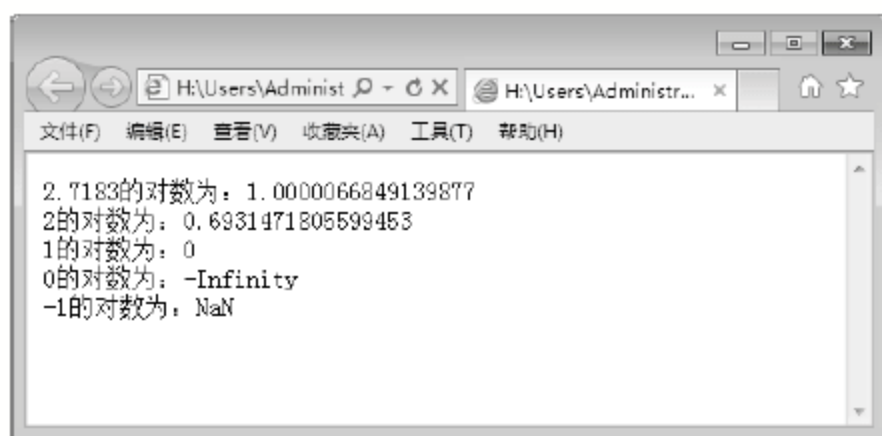 H:\Users\Administ
H:\Users\Administr...
文件(F) 编辑(E) 查看(V) 收藏夹(A) 工具(T) 帮助(H)
2.7183的对数为：1.0000066849139877
2的对数为：0.6931471805599453
1的对数为：0
0的对数为：-Infinity
-1的对数为：NaN